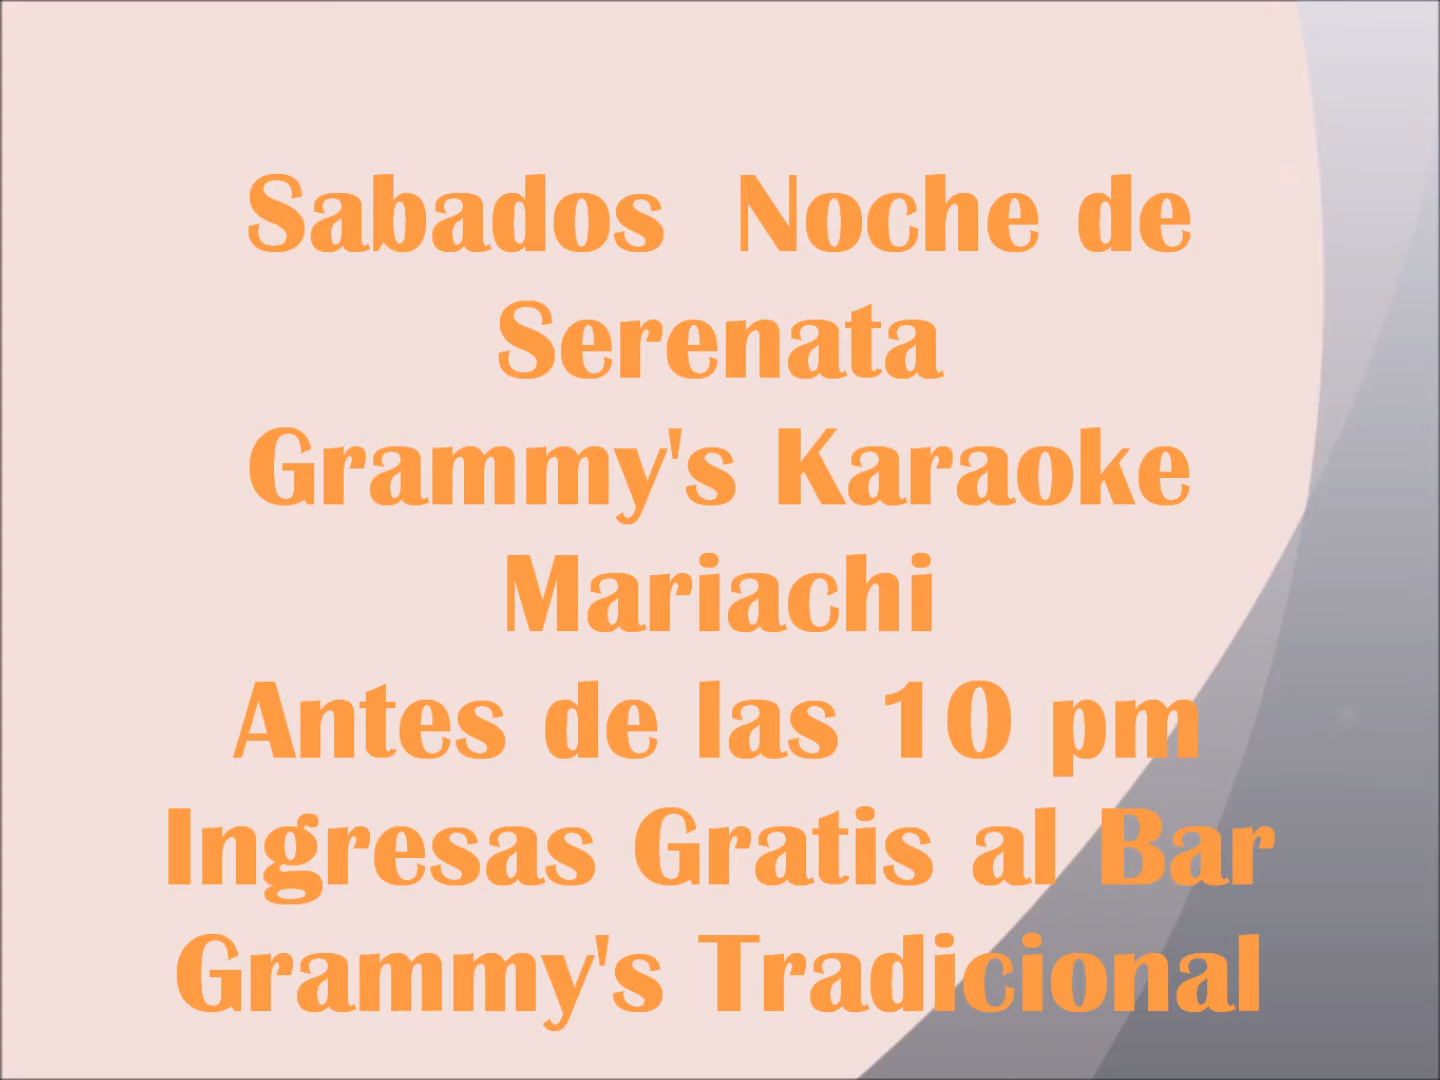 Sabados  Noche de
Serenata
Grammy's Karaoke
Mariachi
Antes de las 10 pm
Ingresas Gratis al Bar
Grammy's Tradicional